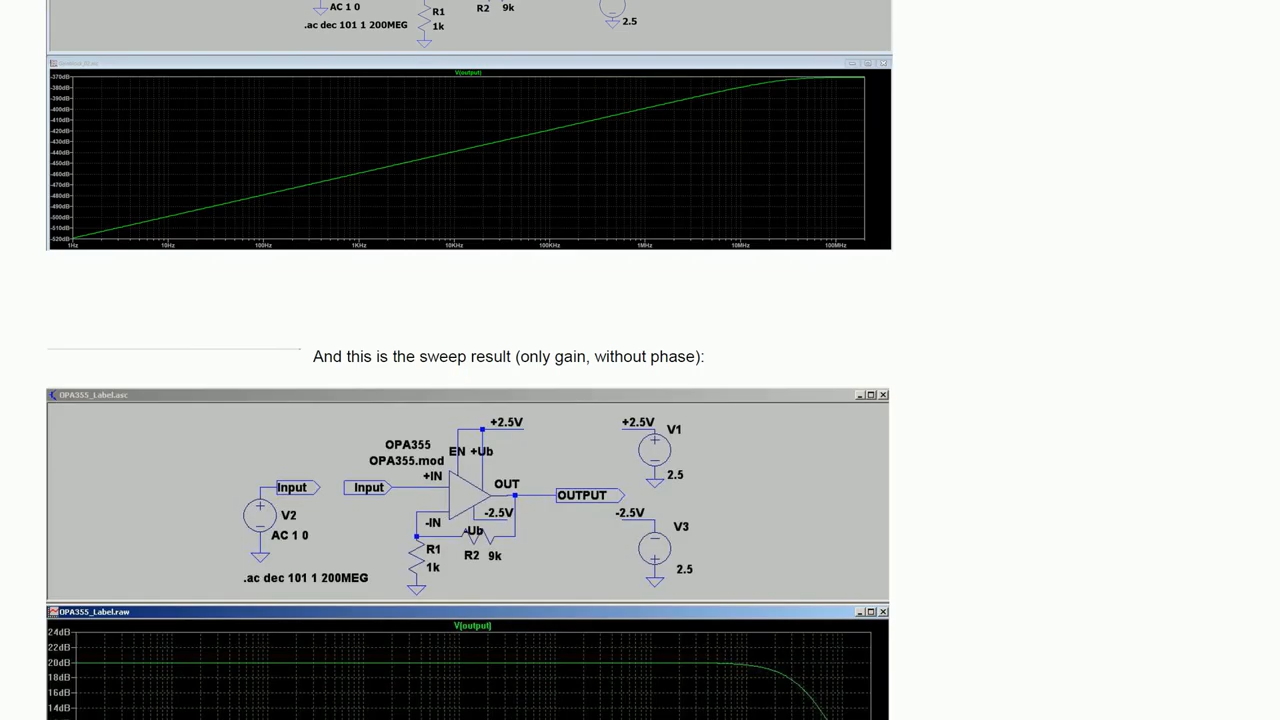 AC 1 0
R1
R2 9k
1k
2.5
.ac dec 101 1 200MEG
V(output)
-370dB
-380dB
-390dB
-400dB
-410dB
-420dB
-430dB
-440dB
-450dB
-460dB
-470dB
-480dB
-490dB
-500dB
-510dB
-520dB
1Hz 10Hz 100Hz 1KHz 10KHz 100KHz 1MHz 10MHz 100MHz
And this is the sweep result (only gain, without phase):
OPA355_Label.asc
+2.5V
+2.5V
V1
OPA355
EN +Ub
OPA355.mod
+IN
2.5
Input
Input
OUT
OUTPUT
V2
-2.5V
-2.5V
-IN
-Ub
V3
AC 1 0
R1
R2 9k
1k
2.5
.ac dec 101 1 200MEG
OPA355_Label.raw
V[output]
24dB
22dB
20dB
18dB
16dB
14dB